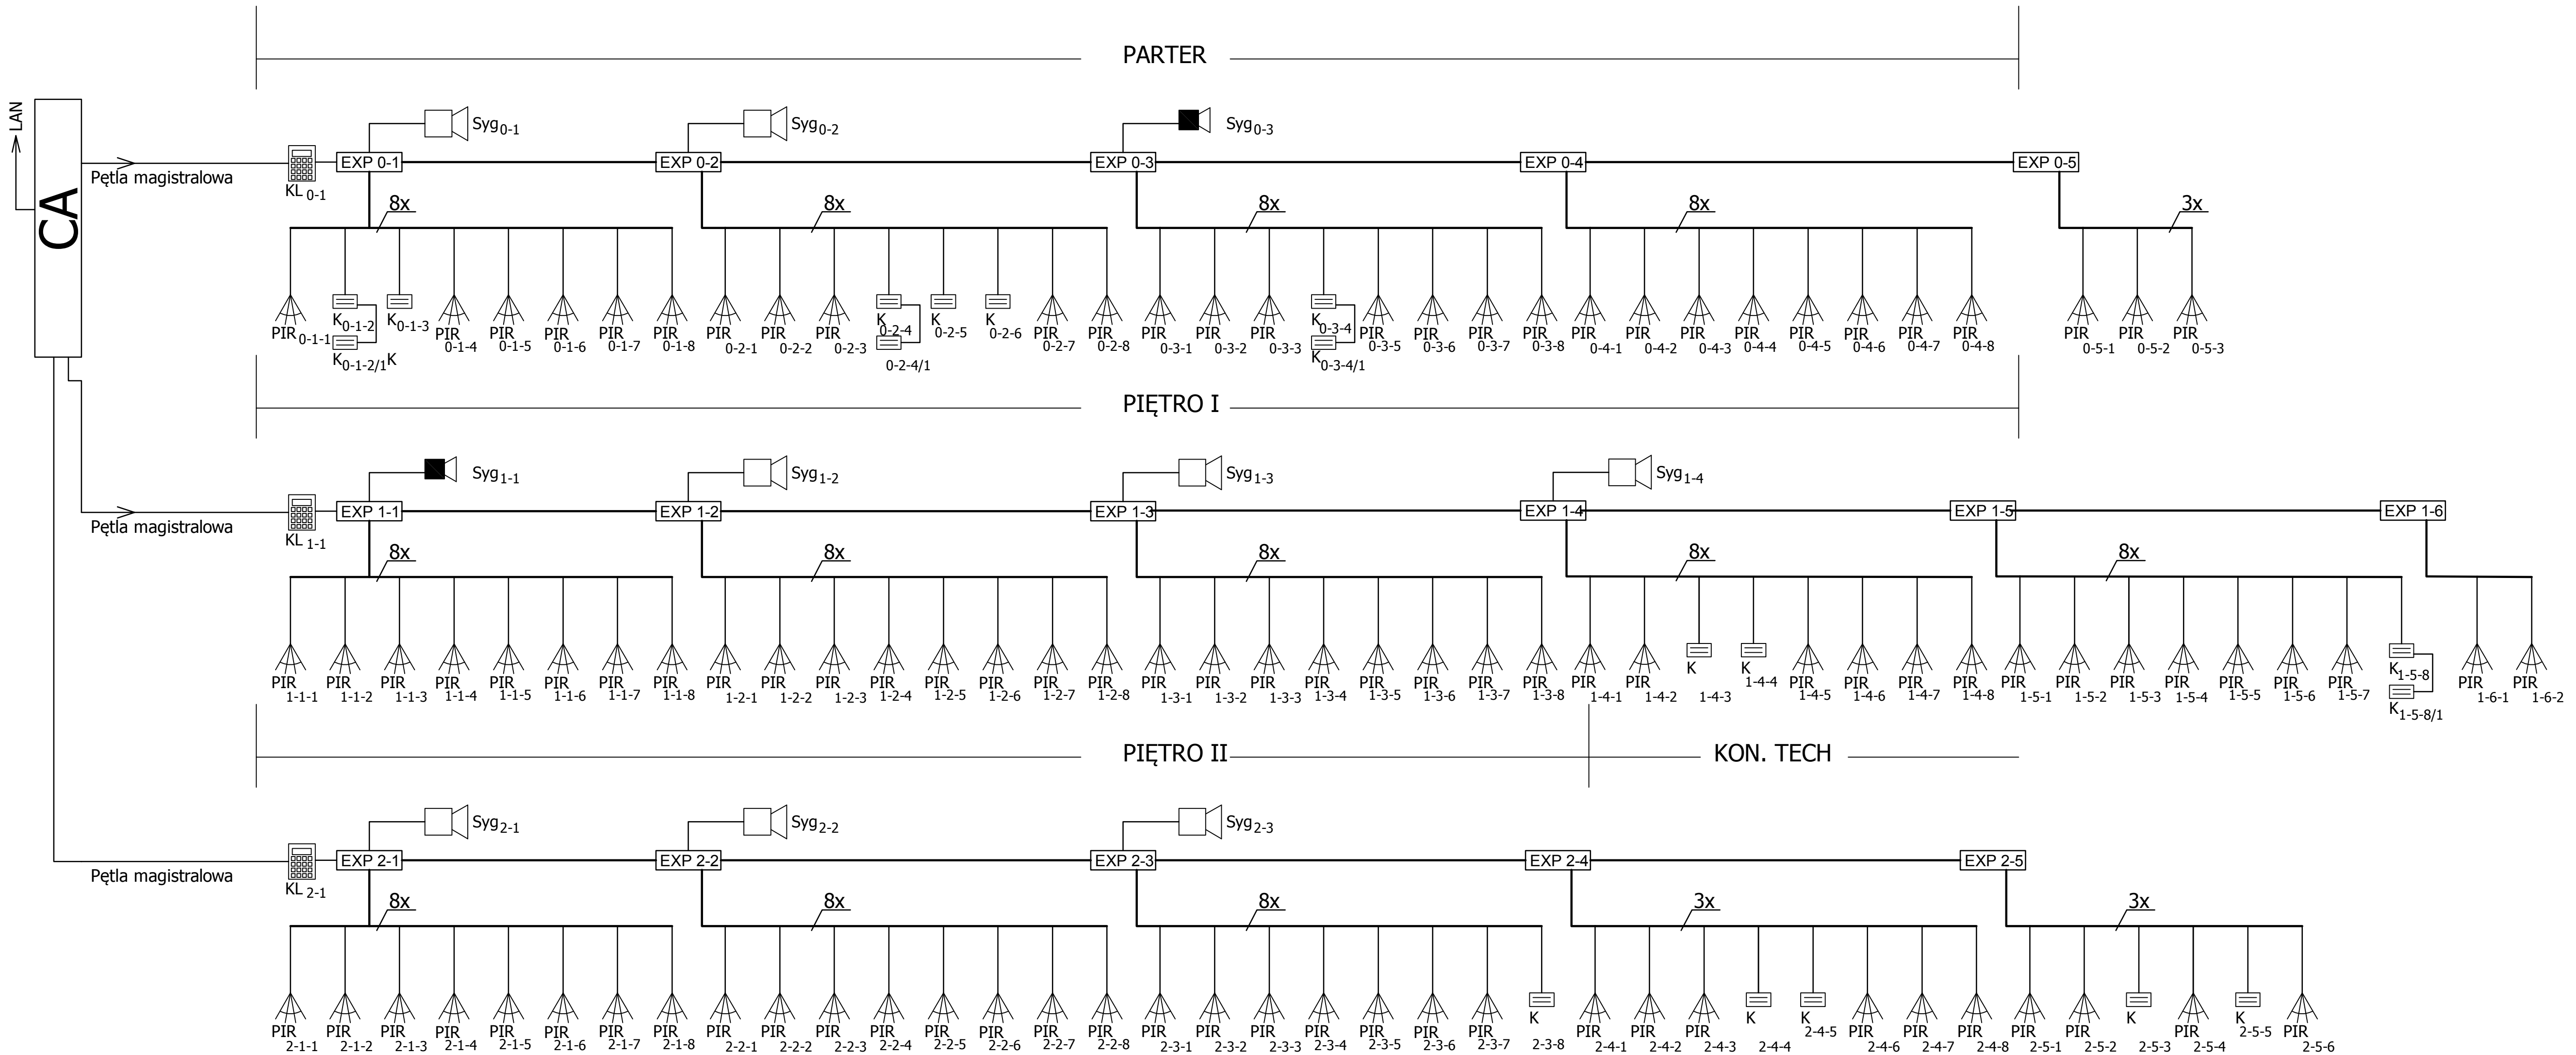 PARTER
LAN
CA
Syg0-1 Syg0-2 Syg0-3
EXP 0-1 EXP 0-2 EXP 0-3 EXP 0-4 EXP 0-5
Pętla magistralowa
KL 0-1
8x 8x 8x 8x 3x
PIR 0-1-1 K0-1-2 K0-1-3 PIR 0-1-4 PIR 0-1-5 PIR 0-1-6 PIR 0-1-7 PIR 0-1-8 PIR 0-2-1 PIR 0-2-2 PIR 0-2-3 K 0-2-4 K 0-2-5 K 0-2-6 PIR 0-2-7 PIR 0-2-8 PIR 0-3-1 PIR 0-3-2 PIR 0-3-3 K0-3-4 PIR 0-3-5 PIR 0-3-6 PIR 0-3-7 PIR 0-3-8 PIR 0-4-1 PIR 0-4-2 PIR 0-4-3 PIR 0-4-4 PIR 0-4-5 PIR 0-4-6 PIR 0-4-7 PIR 0-4-8 PIR 0-5-1 PIR 0-5-2 PIR 0-5-3
K0-1-2/1 K 0-2-4/1 K0-3-4/1
PIĘTRO I
Syg1-1 Syg1-2 Syg1-3 Syg1-4
EXP 1-1 EXP 1-2 EXP 1-3 EXP 1-4 EXP 1-5 EXP 1-6
Pętla magistralowa
KL 1-1
8x 8x 8x 8x 8x
PIR 1-1-1 PIR 1-1-2 PIR 1-1-3 PIR 1-1-4 PIR 1-1-5 PIR 1-1-6 PIR 1-1-7 PIR 1-1-8 PIR 1-2-1 PIR 1-2-2 PIR 1-2-3 PIR 1-2-4 PIR 1-2-5 PIR 1-2-6 PIR 1-2-7 PIR 1-2-8 PIR 1-3-1 PIR 1-3-2 PIR 1-3-3 PIR 1-3-4 PIR 1-3-5 PIR 1-3-6 PIR 1-3-7 PIR 1-3-8 PIR 1-4-1 PIR 1-4-2 K 1-4-3 K 1-4-4 PIR 1-4-5 PIR 1-4-6 PIR 1-4-7 PIR 1-4-8 PIR 1-5-1 PIR 1-5-2 PIR 1-5-3 PIR 1-5-4 PIR 1-5-5 PIR 1-5-6 PIR 1-5-7 K1-5-8 PIR 1-6-1 PIR 1-6-2
K1-5-8/1
PIĘTRO II KON. TECH
Syg2-1 Syg2-2 Syg2-3
EXP 2-1 EXP 2-2 EXP 2-3 EXP 2-4 EXP 2-5
Pętla magistralowa
KL 2-1
8x 8x 8x 3x 3x
PIR 2-1-1 PIR 2-1-2 PIR 2-1-3 PIR 2-1-4 PIR 2-1-5 PIR 2-1-6 PIR 2-1-7 PIR 2-1-8 PIR 2-2-1 PIR 2-2-2 PIR 2-2-3 PIR 2-2-4 PIR 2-2-5 PIR 2-2-6 PIR 2-2-7 PIR 2-2-8 PIR 2-3-1 PIR 2-3-2 PIR 2-3-3 PIR 2-3-4 PIR 2-3-5 PIR 2-3-6 PIR 2-3-7 K 2-3-8 PIR 2-4-1 PIR 2-4-2 PIR 2-4-3 K 2-4-4 K 2-4-5 PIR 2-4-6 PIR 2-4-7 PIR 2-4-8 PIR 2-5-1 PIR 2-5-2 K 2-5-3 PIR 2-5-4 K 2-5-5 PIR 2-5-6